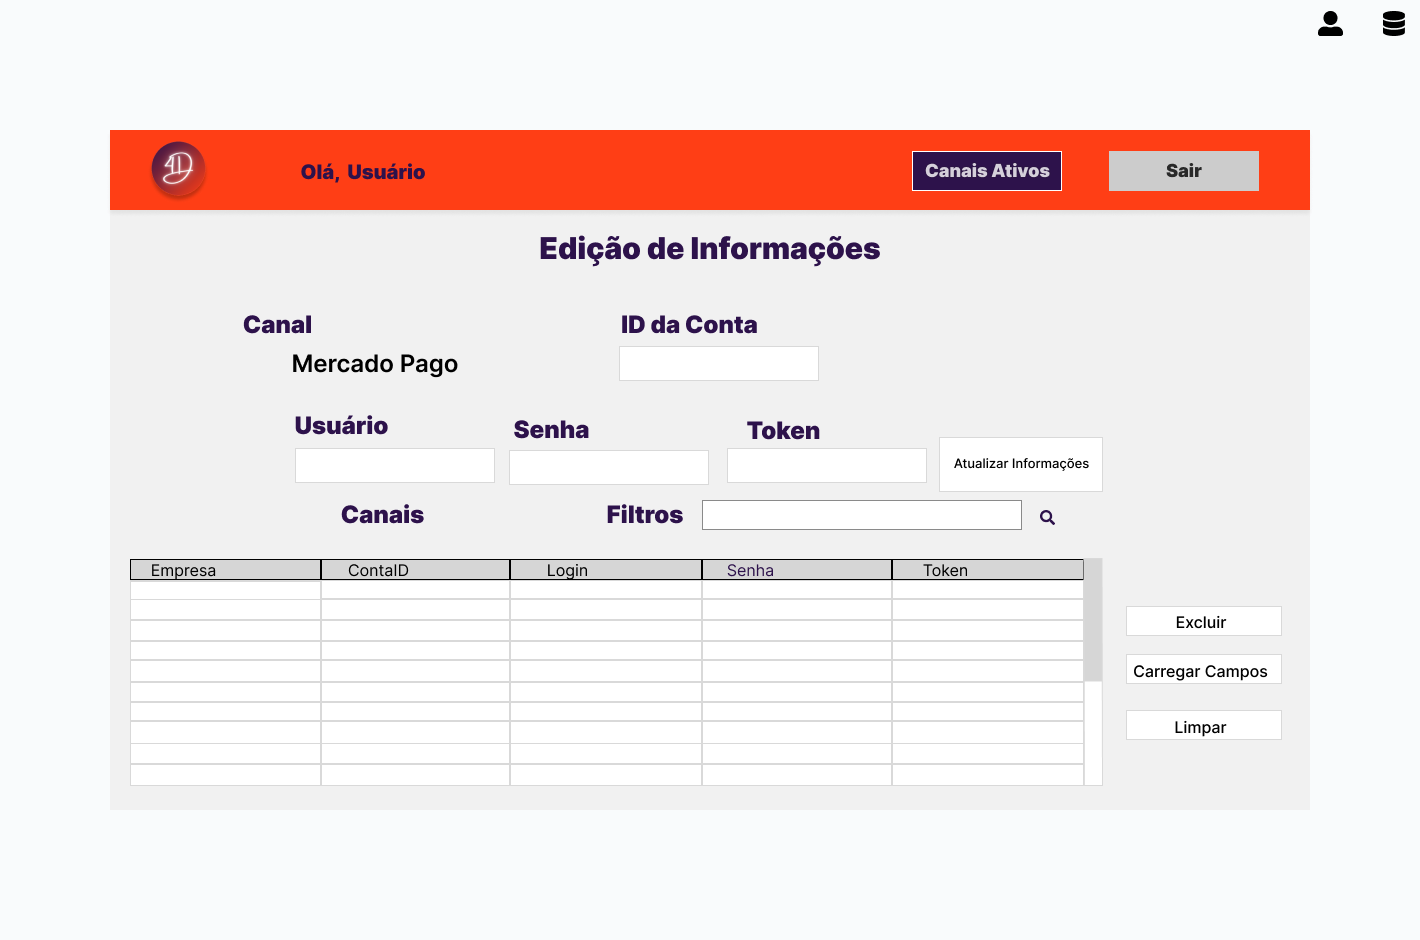 Olá, Usuário
Canais Ativos
Sair
Edição de Informações
Canal
ID da Conta
Mercado Pago
Usuário
Senha
Token
Atualizar Informações
Canais
Filtros
Empresa ContaID Login Senha Token
Excluir
Carregar Campos
Limpar